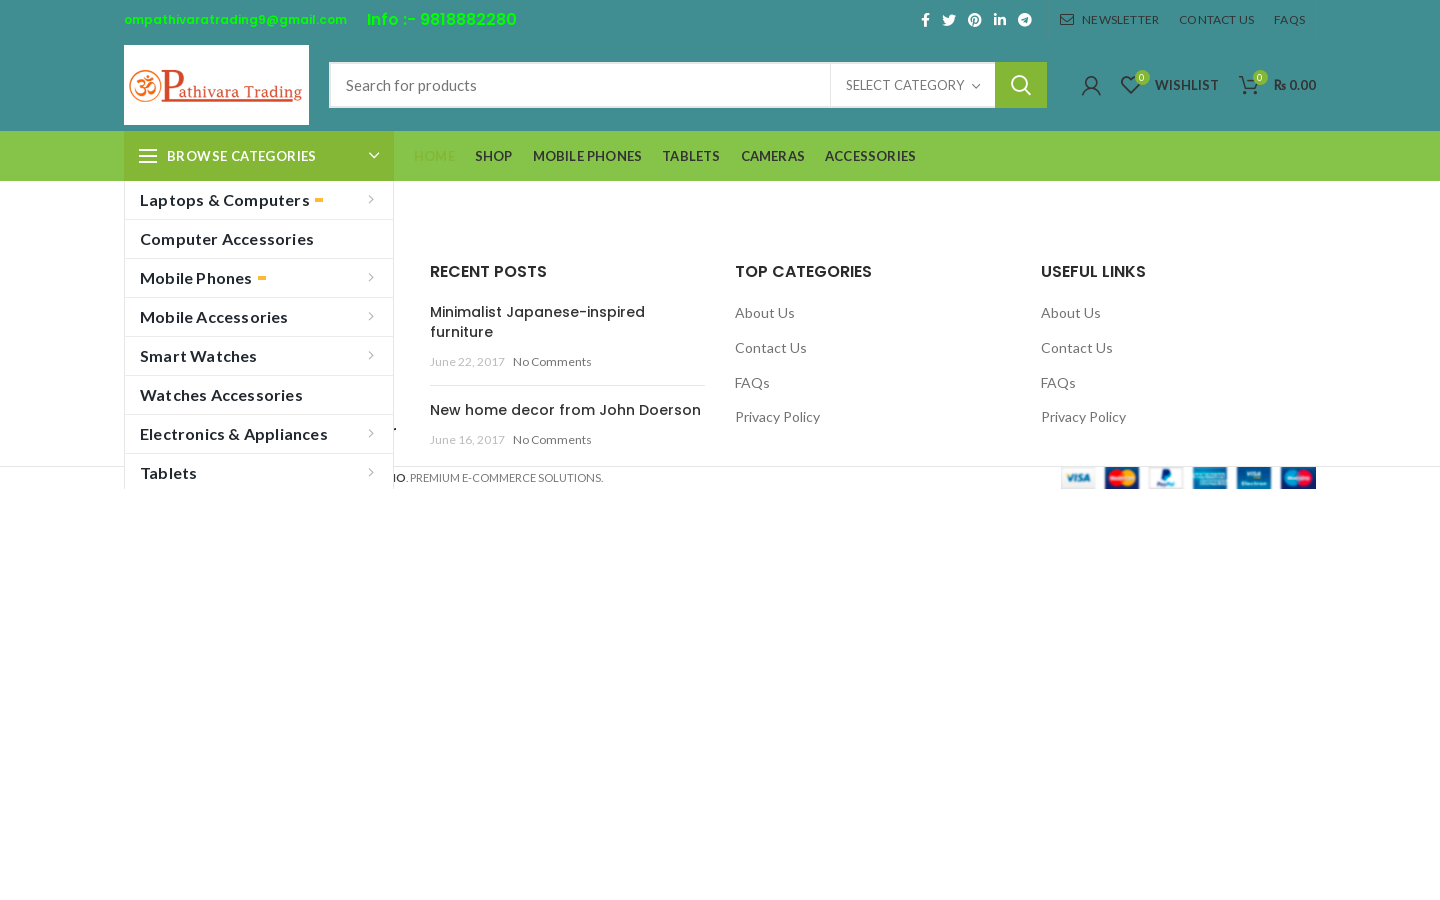 ompathivaratrading9@gmail.com Info :- 9818882280 NEWSLETTER CONTACT US FAQS
ॐ Pathivara Trading
Search for products SELECT CATEGORY 0 WISHLIST 0 ₨ 0.00
BROWSE CATEGORIES HOME SHOP MOBILE PHONES TABLETS CAMERAS ACCESSORIES
Laptops & Computers
Computer Accessories
Mobile Phones
Mobile Accessories
Smart Watches
Watches Accessories
Electronics & Appliances
Tablets
RECENT POSTS
Minimalist Japanese-inspired
furniture
June 22, 2017 No Comments
New home decor from John Doerson
June 16, 2017 No Comments
TOP CATEGORIES
About Us
Contact Us
FAQs
Privacy Policy
USEFUL LINKS
About Us
Contact Us
FAQs
Privacy Policy
. PREMIUM E-COMMERCE SOLUTIONS.
VISA PayPal